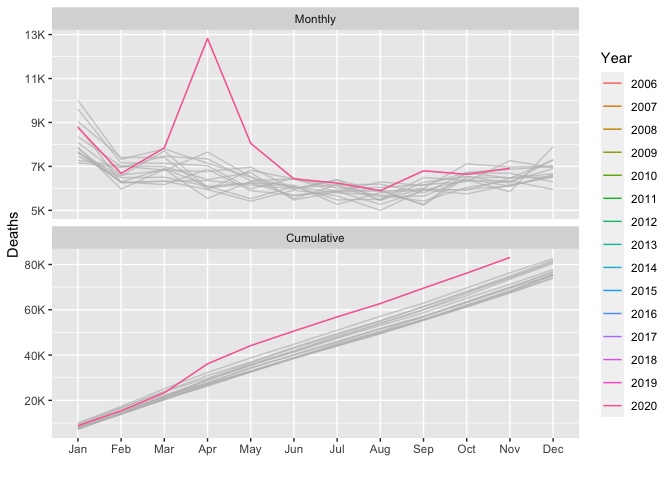 Monthly
13K
11K
9K
7K
5K
Deaths
Cumulative
80K
60K
40K
20K
Jan Feb Mar Apr May Jun Jul Aug Sep Oct Nov Dec
Year
2006
2007
2008
2009
2010
2011
2012
2013
2014
2015
2016
2017
2018
2019
2020